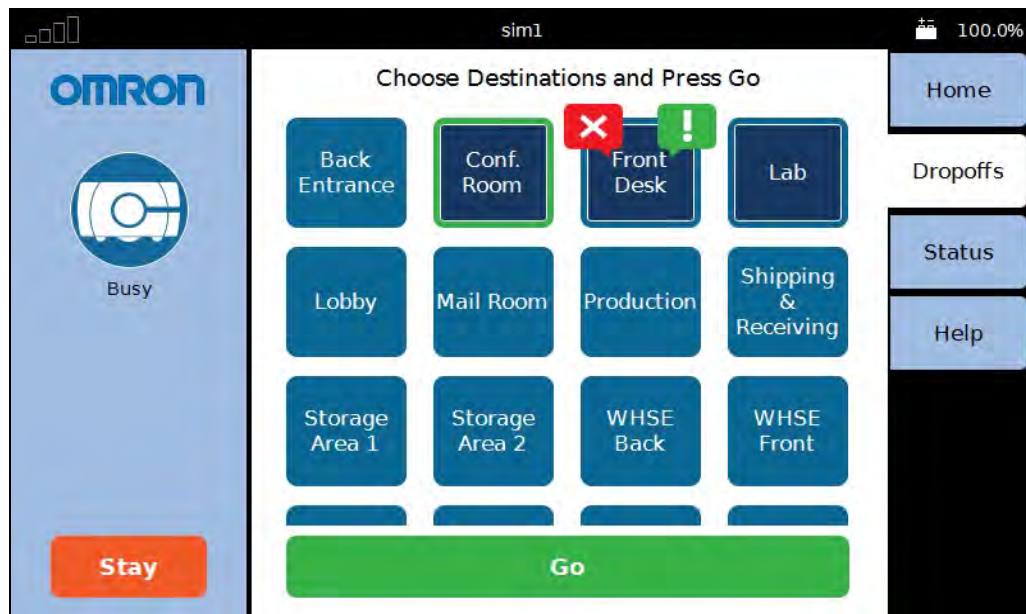 sim1
100.0%
OMRON
Busy
Stay
Choose Destinations and Press Go
Back
Entrance
Conf.
Room
Front
Desk
Lab
Lobby
Mail Room
Production
Shipping
&
Receiving
Storage
Area 1
Storage
Area 2
WHSE
Back
WHSE
Front
Go
Home
Dropoffs
Status
Help